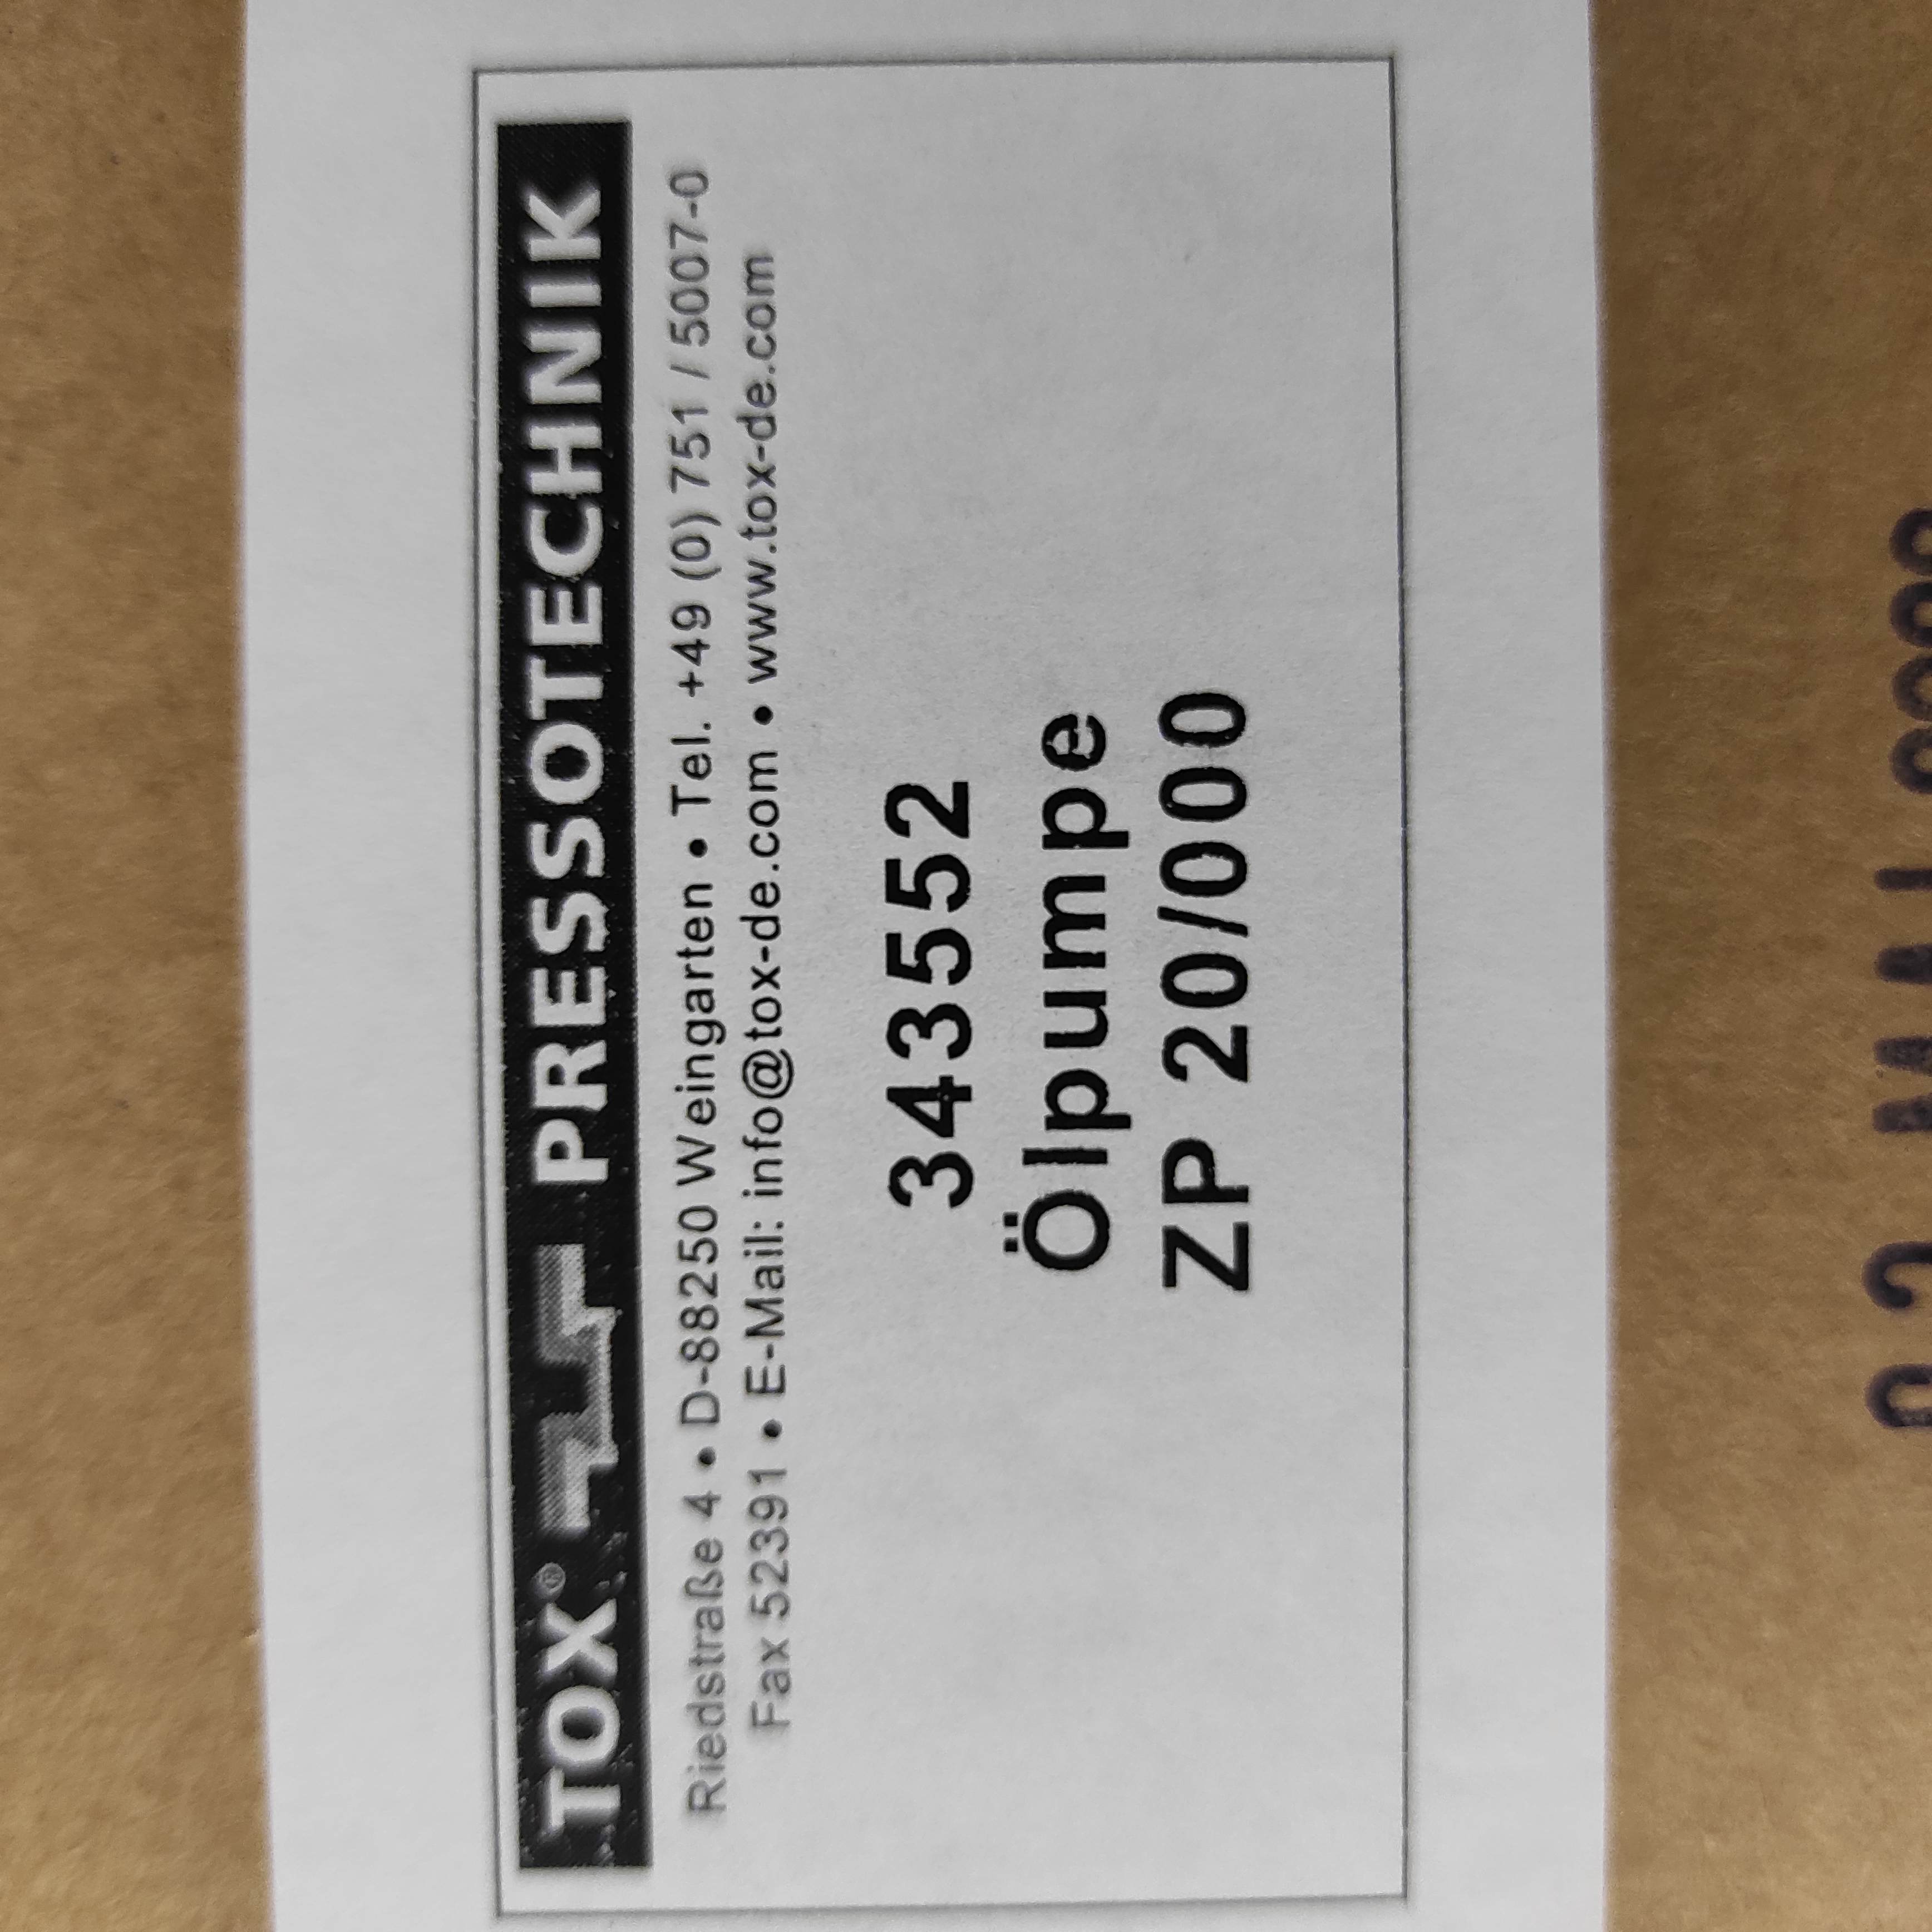 TOX® PRESSOTECHNIK
Riedstraße 4 • D-88250 Weingarten • Tel. +49 (0) 751 / 5007-0
Fax 52391 • E-Mail: info@tox-de.com • www.tox-de.com
343552
Ölpumpe
ZP 20/000